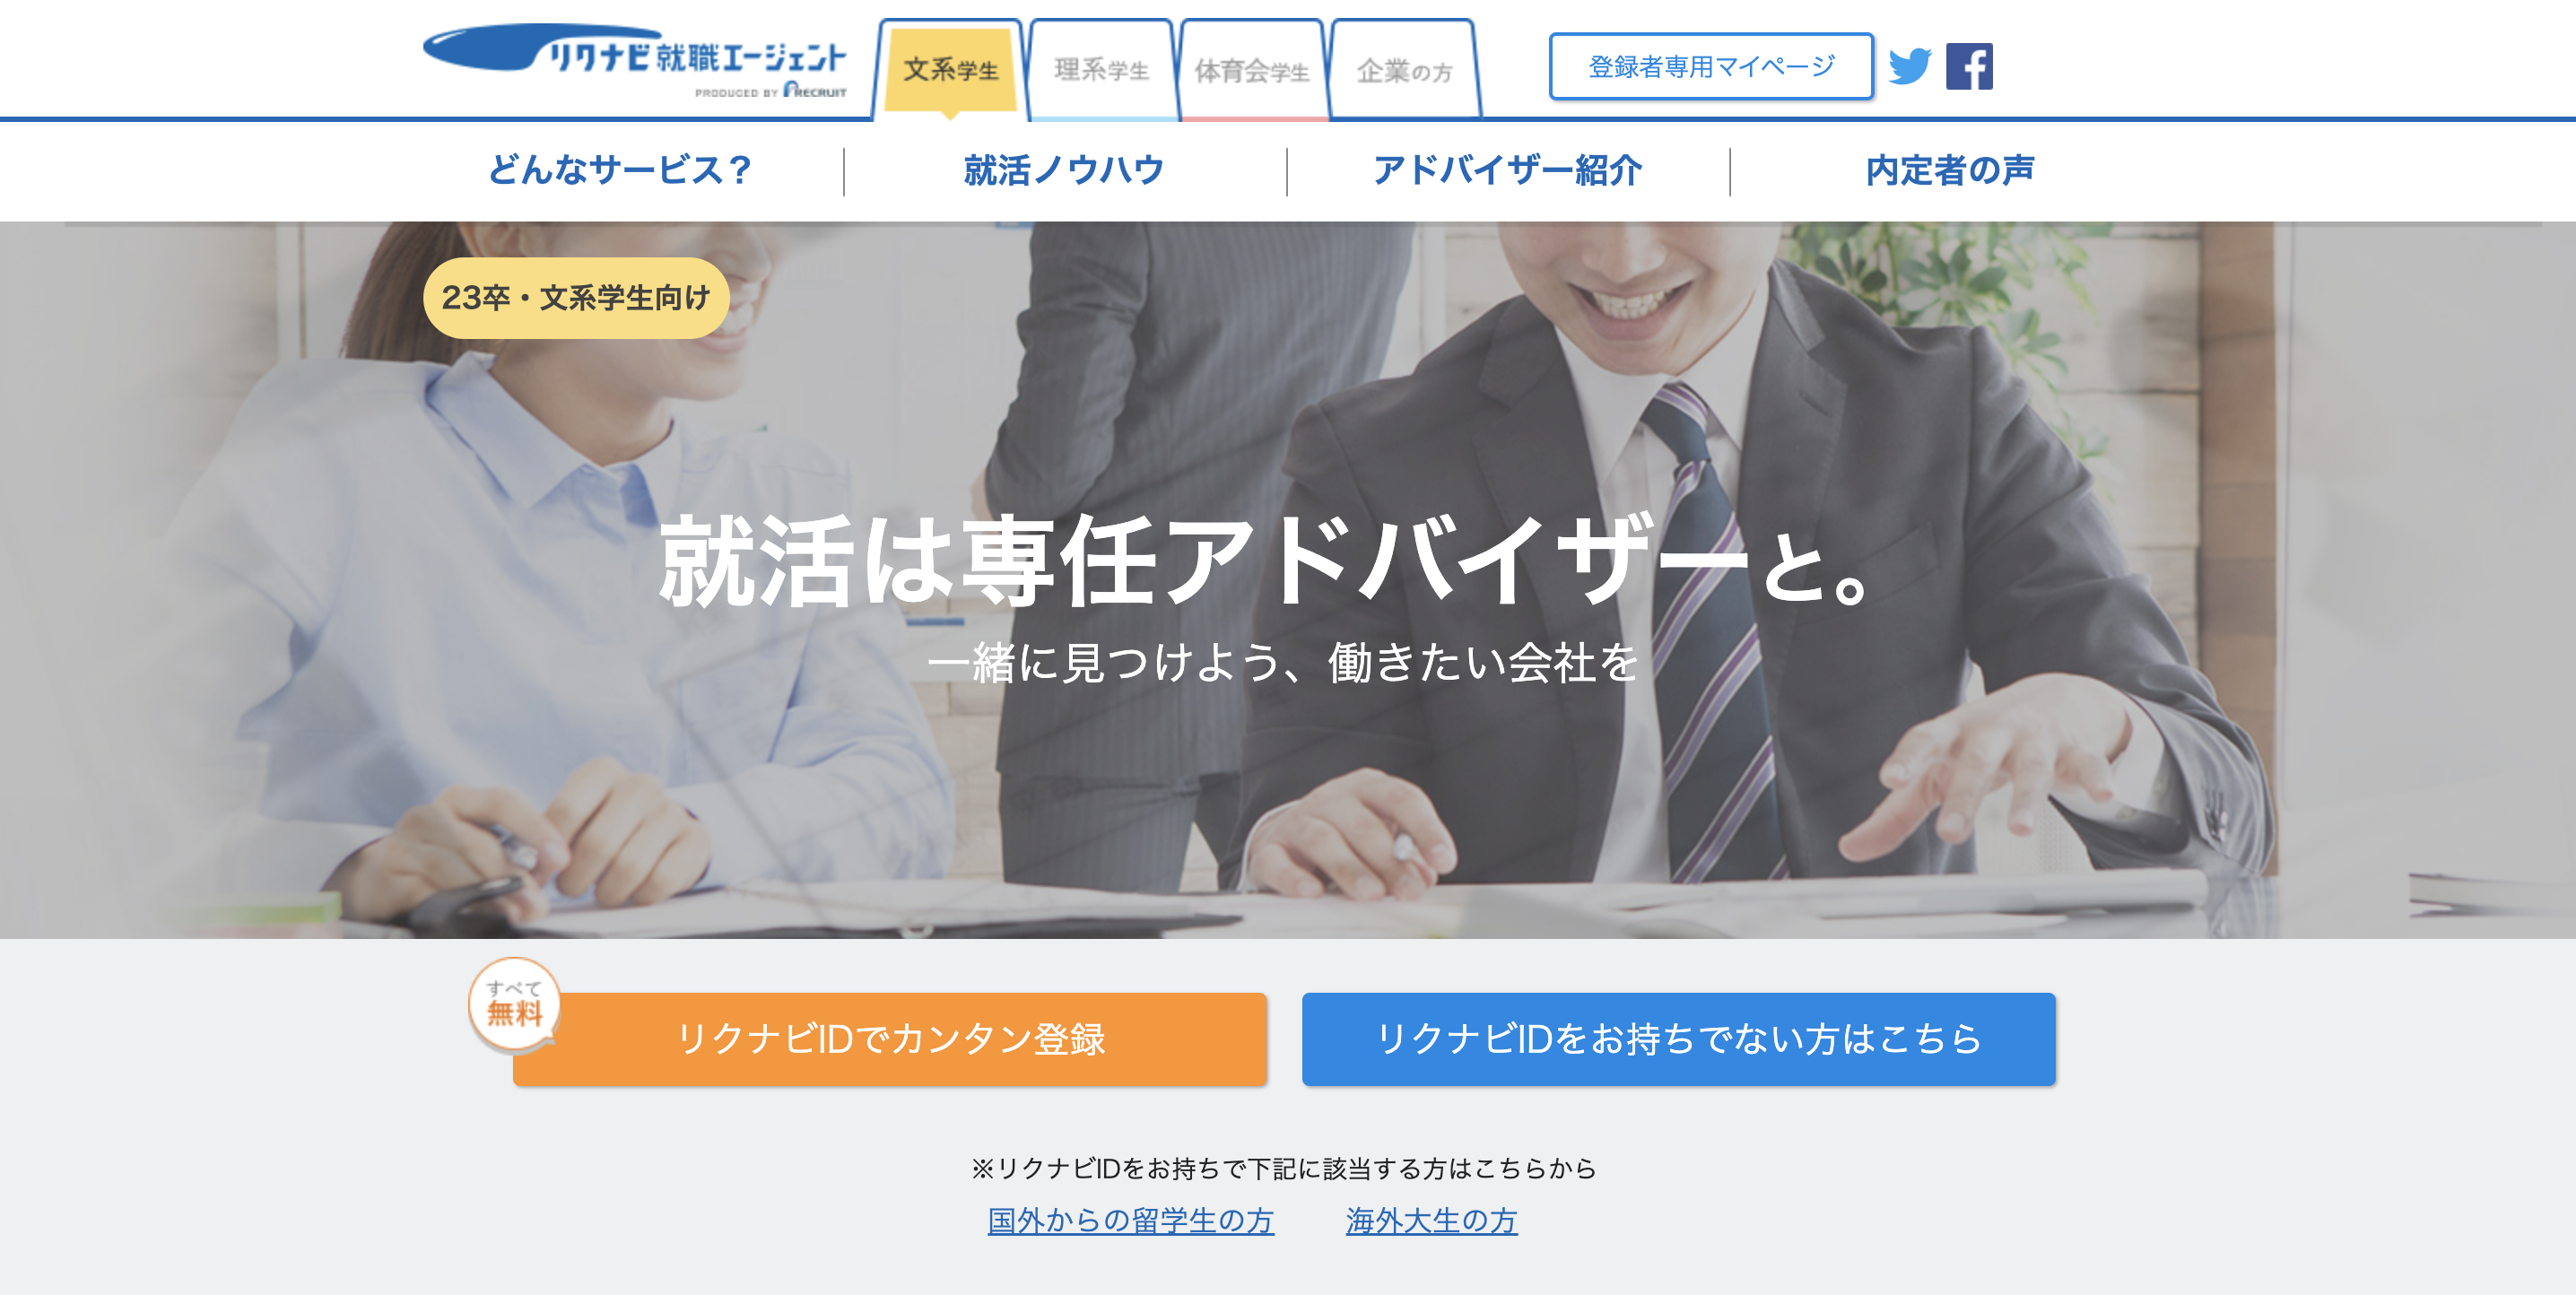 リクナビ就職エージェント
PRODUCED BY RECRUIT
文系学生
理系学生
体育会学生
企業の方
登録者専用マイページ
どんなサービス？
就活ノウハウ
アドバイザー紹介
内定者の声
23卒・文系学生向け
就活は専任アドバイザーと。
一緒に見つけよう、働きたい会社を
すべて
無料
リクナビIDでカンタン登録
リクナビIDをお持ちでない方はこちら
※リクナビIDをお持ちで下記に該当する方はこちらから
国外からの留学生の方
海外大生の方